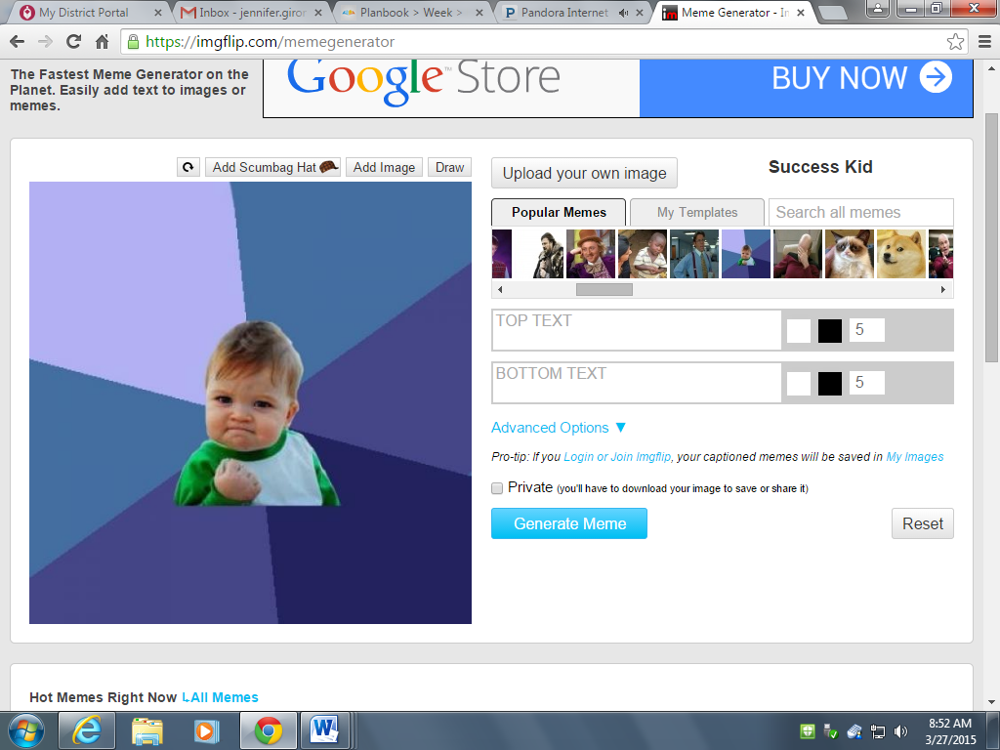 My District Portal
Inbox - jennifer.giron
Planbook > Week >
Pandora Internet
Meme Generator - In
https://imgflip.com/memegenerator
The Fastest Meme Generator on the
Planet. Easily add text to images or
memes.
Google Store
BUY NOW
Add Scumbag Hat
Add Image
Draw
Upload your own image
Success Kid
Popular Memes
My Templates
Search all memes
TOP TEXT
5
BOTTOM TEXT
5
Advanced Options ▼
Pro-tip: If you Login or Join Imgflip, your captioned memes will be saved in My Images
Private (you'll have to download your image to save or share it)
Generate Meme
Reset
Hot Memes Right Now ↳All Memes
8:52 AM
3/27/2015